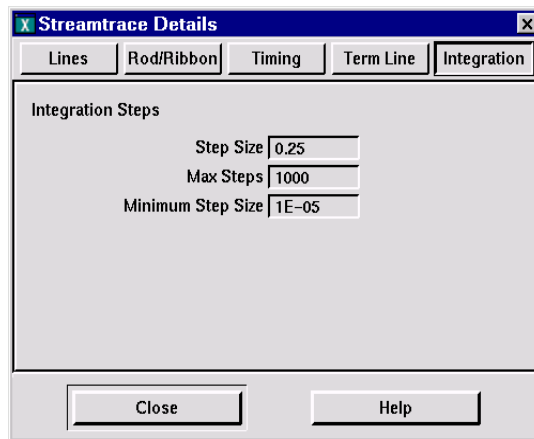 Streamtrace Details
Lines Rod/Ribbon Timing Term Line Integration
Integration Steps
Step Size 0.25
Max Steps 1000
Minimum Step Size 1E-05
Close Help